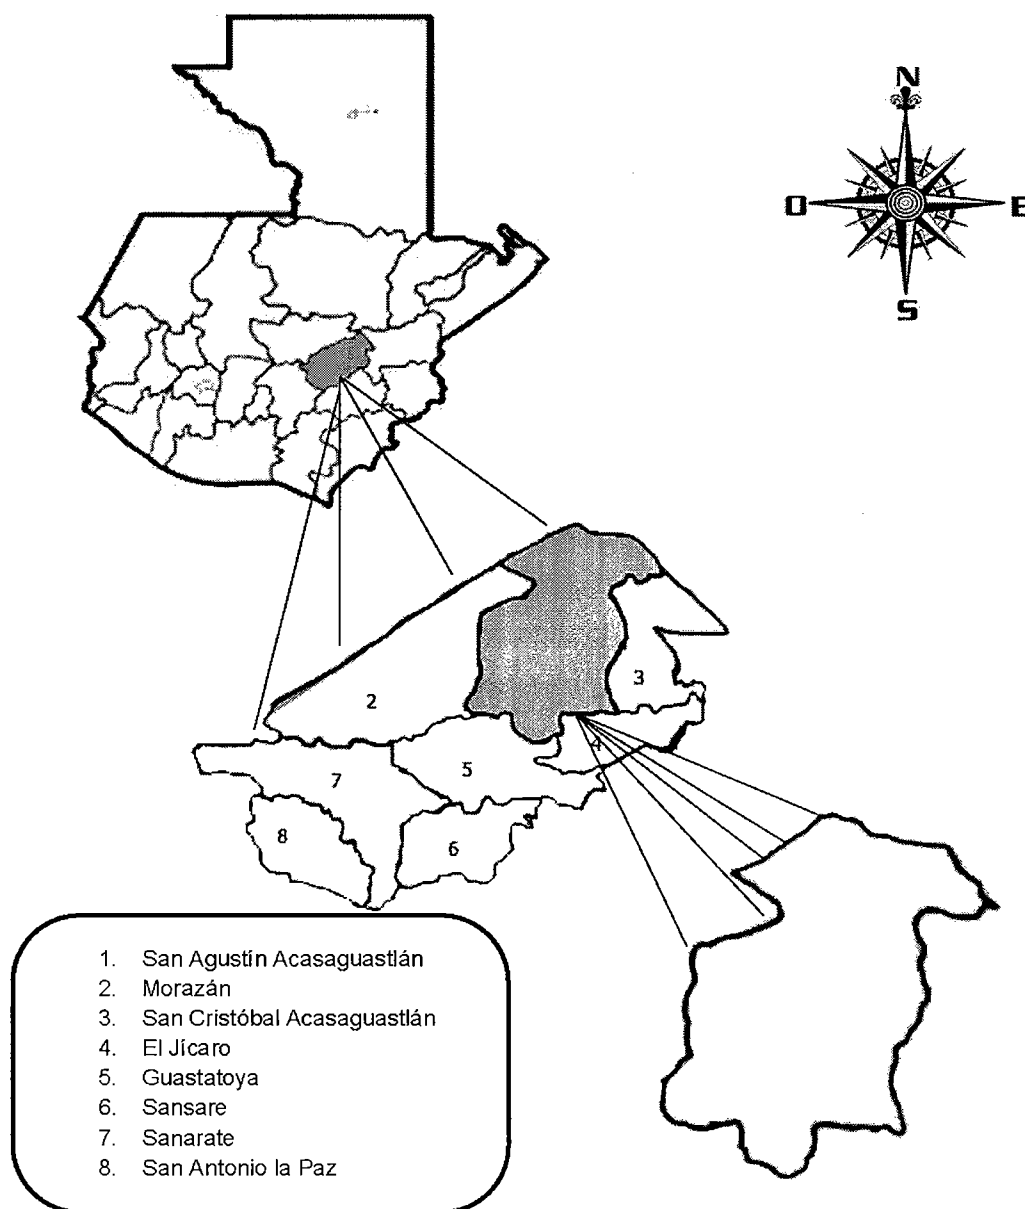 N
O E
S
2
3
4
5
7
8
6
1. San Agustín Acasaguastlán
2. Morazán
3. San Cristóbal Acasaguastlán
4. El Jícaro
5. Guastatoya
6. Sansare
7. Sanarate
8. San Antonio la Paz